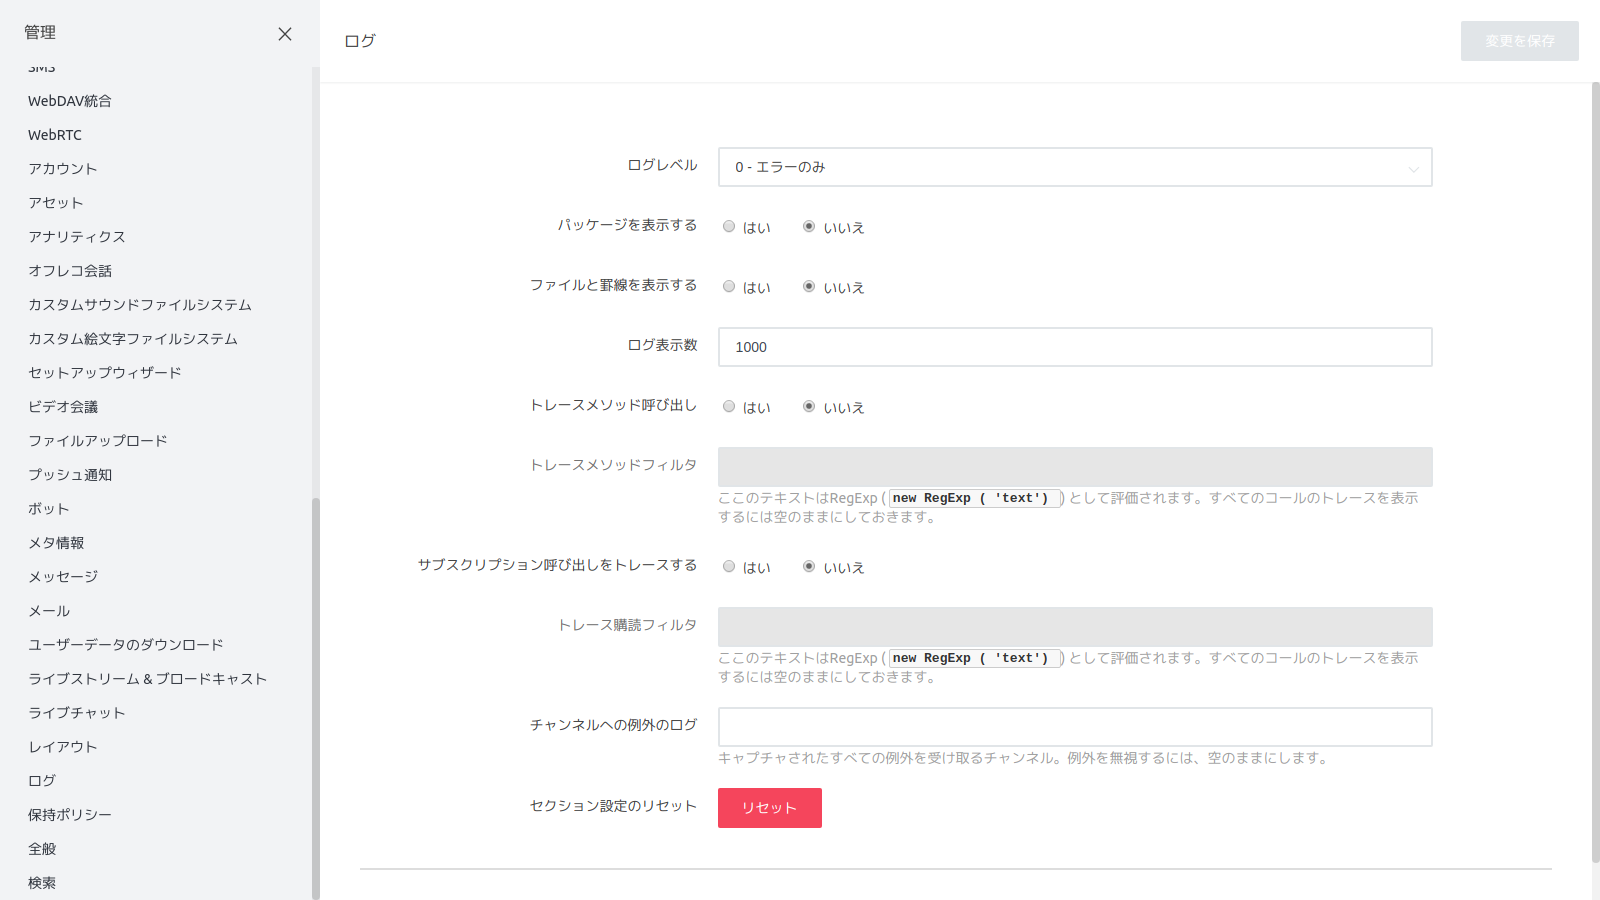 管理
SMS
WebDAV統合
WebRTC
アカウント
アセット
アナリティクス
オフレコ会話
カスタムサウンドファイルシステム
カスタム絵文字ファイルシステム
セットアップウィザード
ビデオ会議
ファイルアップロード
プッシュ通知
ボット
メタ情報
メッセージ
メール
ユーザーデータのダウンロード
ライブストリーム & ブロードキャスト
ライブチャット
レイアウト
ログ
保持ポリシー
全般
検索
ログ
変更を保存
ログレベル
0 - エラーのみ
パッケージを表示する
はい いいえ
ファイルと罫線を表示する
はい いいえ
ログ表示数
1000
トレースメソッド呼び出し
はい いいえ
トレースメソッドフィルタ
ここのテキストはRegExp ( new RegExp ( 'text') ) として評価されます。すべてのコールのトレースを表示
するには空のままにしておきます。
サブスクリプション呼び出しをトレースする
はい いいえ
トレース購読フィルタ
ここのテキストはRegExp ( new RegExp ( 'text') ) として評価されます。すべてのコールのトレースを表示
するには空のままにしておきます。
チャンネルへの例外のログ
キャプチャされたすべての例外を受け取るチャンネル。例外を無視するには、空のままにします。
セクション設定のリセット
リセット